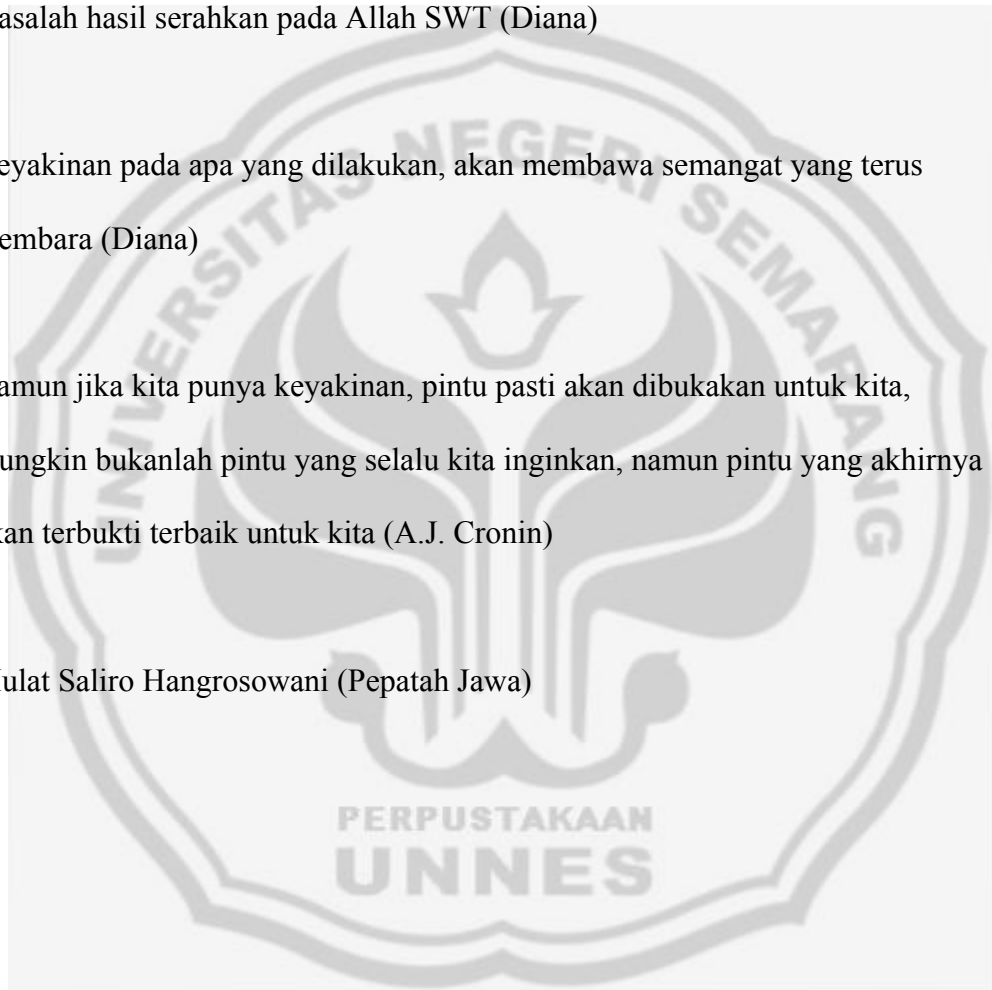 asalah hasil serahkan pada Allah SWT (Diana)
eyakinan pada apa yang dilakukan, akan membawa semangat yang terus
embara (Diana)
amun jika kita punya keyakinan, pintu pasti akan dibukakan untuk kita,
ungkin bukanlah pintu yang selalu kita inginkan, namun pintu yang akhirnya
kan terbukti terbaik untuk kita (A.J. Cronin)
ulat Saliro Hangrosowani (Pepatah Jawa)
UNIVERSITAS NEGERI SEMARANG
PERPUSTAKAAN
UNNES